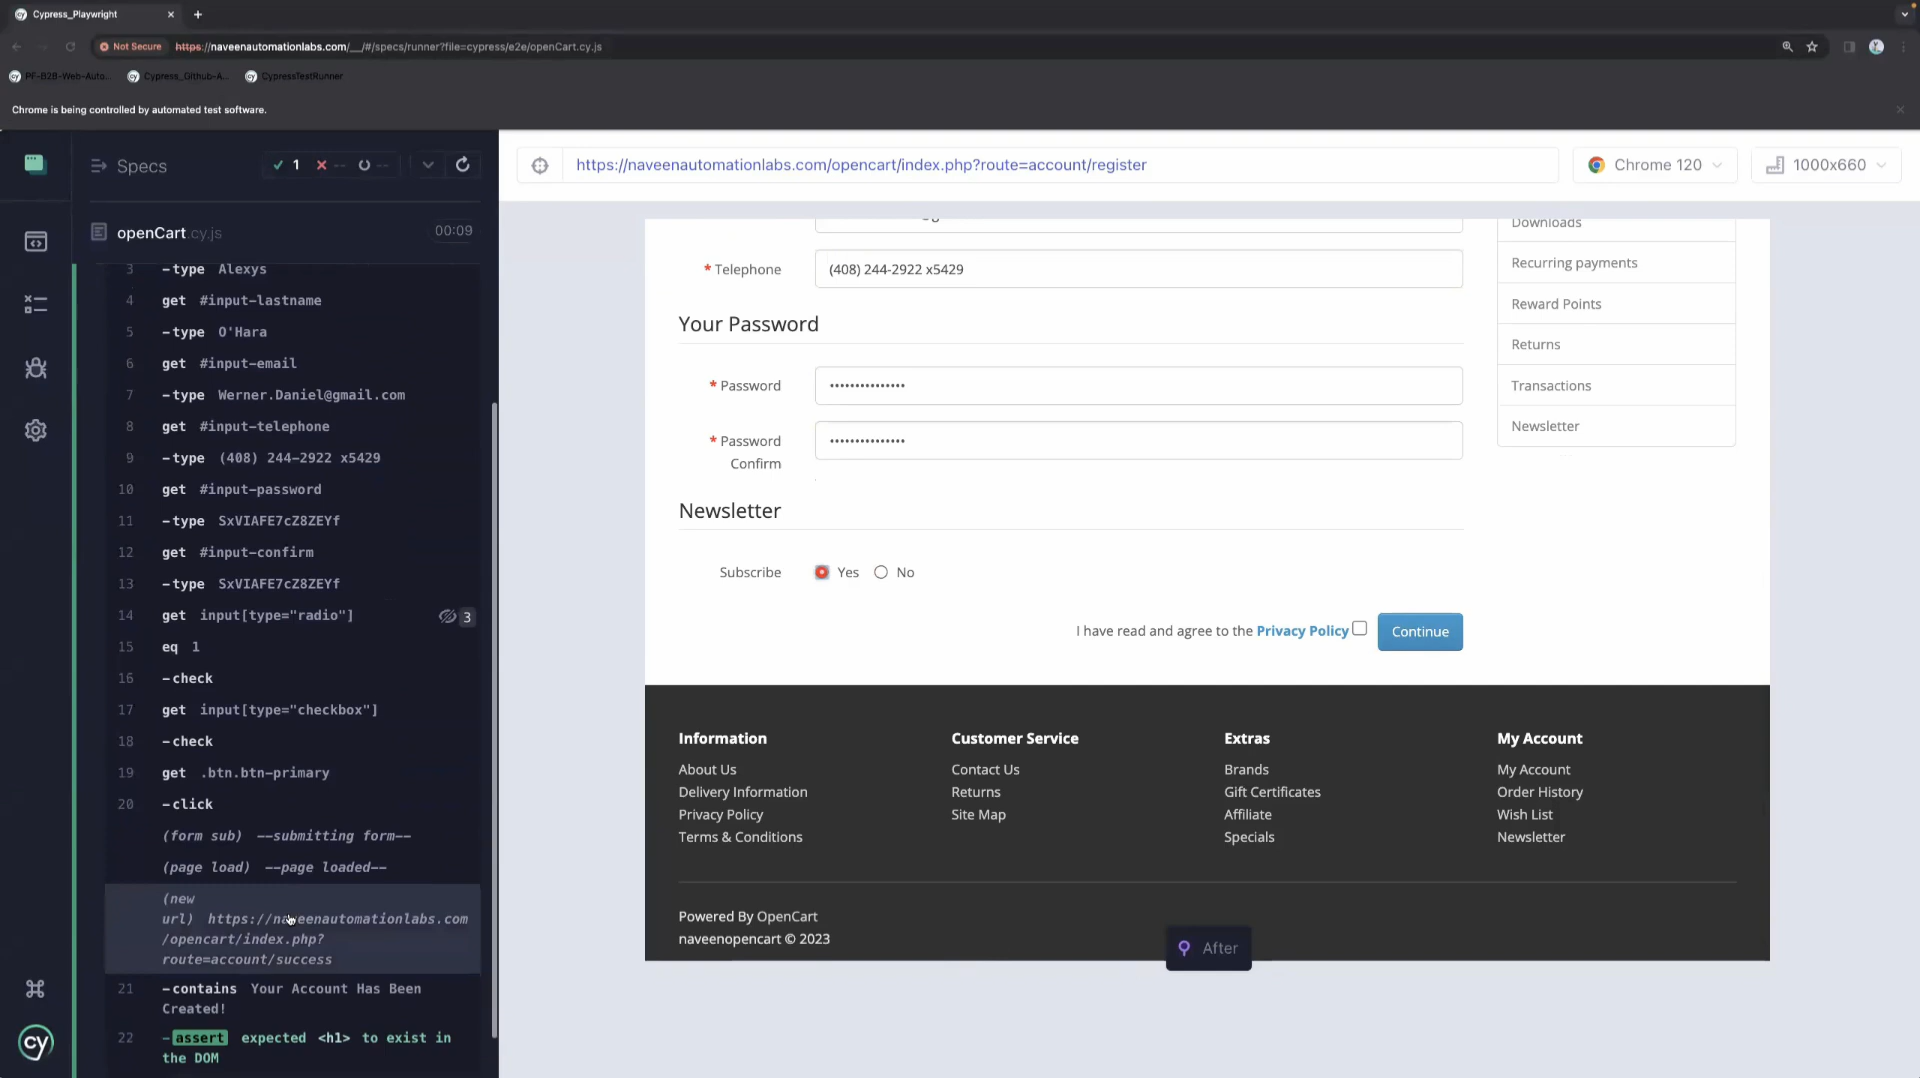 Cypress_Playwright
Not Secure https://naveenautomationlabs.com/__/#/specs/runner?file=cypress/e2e/openCart.cy.js
PF-B2B-Web-Auto... Cypress_Github-A... CypressTestRunner
Chrome is being controlled by automated test software.
Specs 1 -- --
openCart.cy.js 00:09
3 -type Alexys
4 get #input-lastname
5 -type O'Hara
6 get #input-email
7 -type Werner.Daniel@gmail.com
8 get #input-telephone
9 -type (408) 244-2922 x5429
10 get #input-password
11 -type SxVIAFE7cZ8ZEYf
12 get #input-confirm
13 -type SxVIAFE7cZ8ZEYf
14 get input[type="radio"] 3
15 eq 1
16 -check
17 get input[type="checkbox"]
18 -check
19 get .btn.btn-primary
20 -click
(form sub) --submitting form--
(page load) --page loaded--
(new
url) https://naveenautomationlabs.com
/opencart/index.php?
route=account/success
21 -contains Your Account Has Been
Created!
22 -assert expected <h1> to exist in
the DOM
cy
https://naveenautomationlabs.com/opencart/index.php?route=account/register
Chrome 120
1000x660
* Telephone (408) 244-2922 x5429
Your Password
* Password •••••••••••••••
* Password
Confirm •••••••••••••••
Newsletter
Subscribe Yes No
I have read and agree to the Privacy Policy Continue
Downloads
Recurring payments
Reward Points
Returns
Transactions
Newsletter
Information
About Us
Delivery Information
Privacy Policy
Terms & Conditions
Customer Service
Contact Us
Returns
Site Map
Extras
Brands
Gift Certificates
Affiliate
Specials
My Account
My Account
Order History
Wish List
Newsletter
Powered By OpenCart
naveenopencart © 2023
After